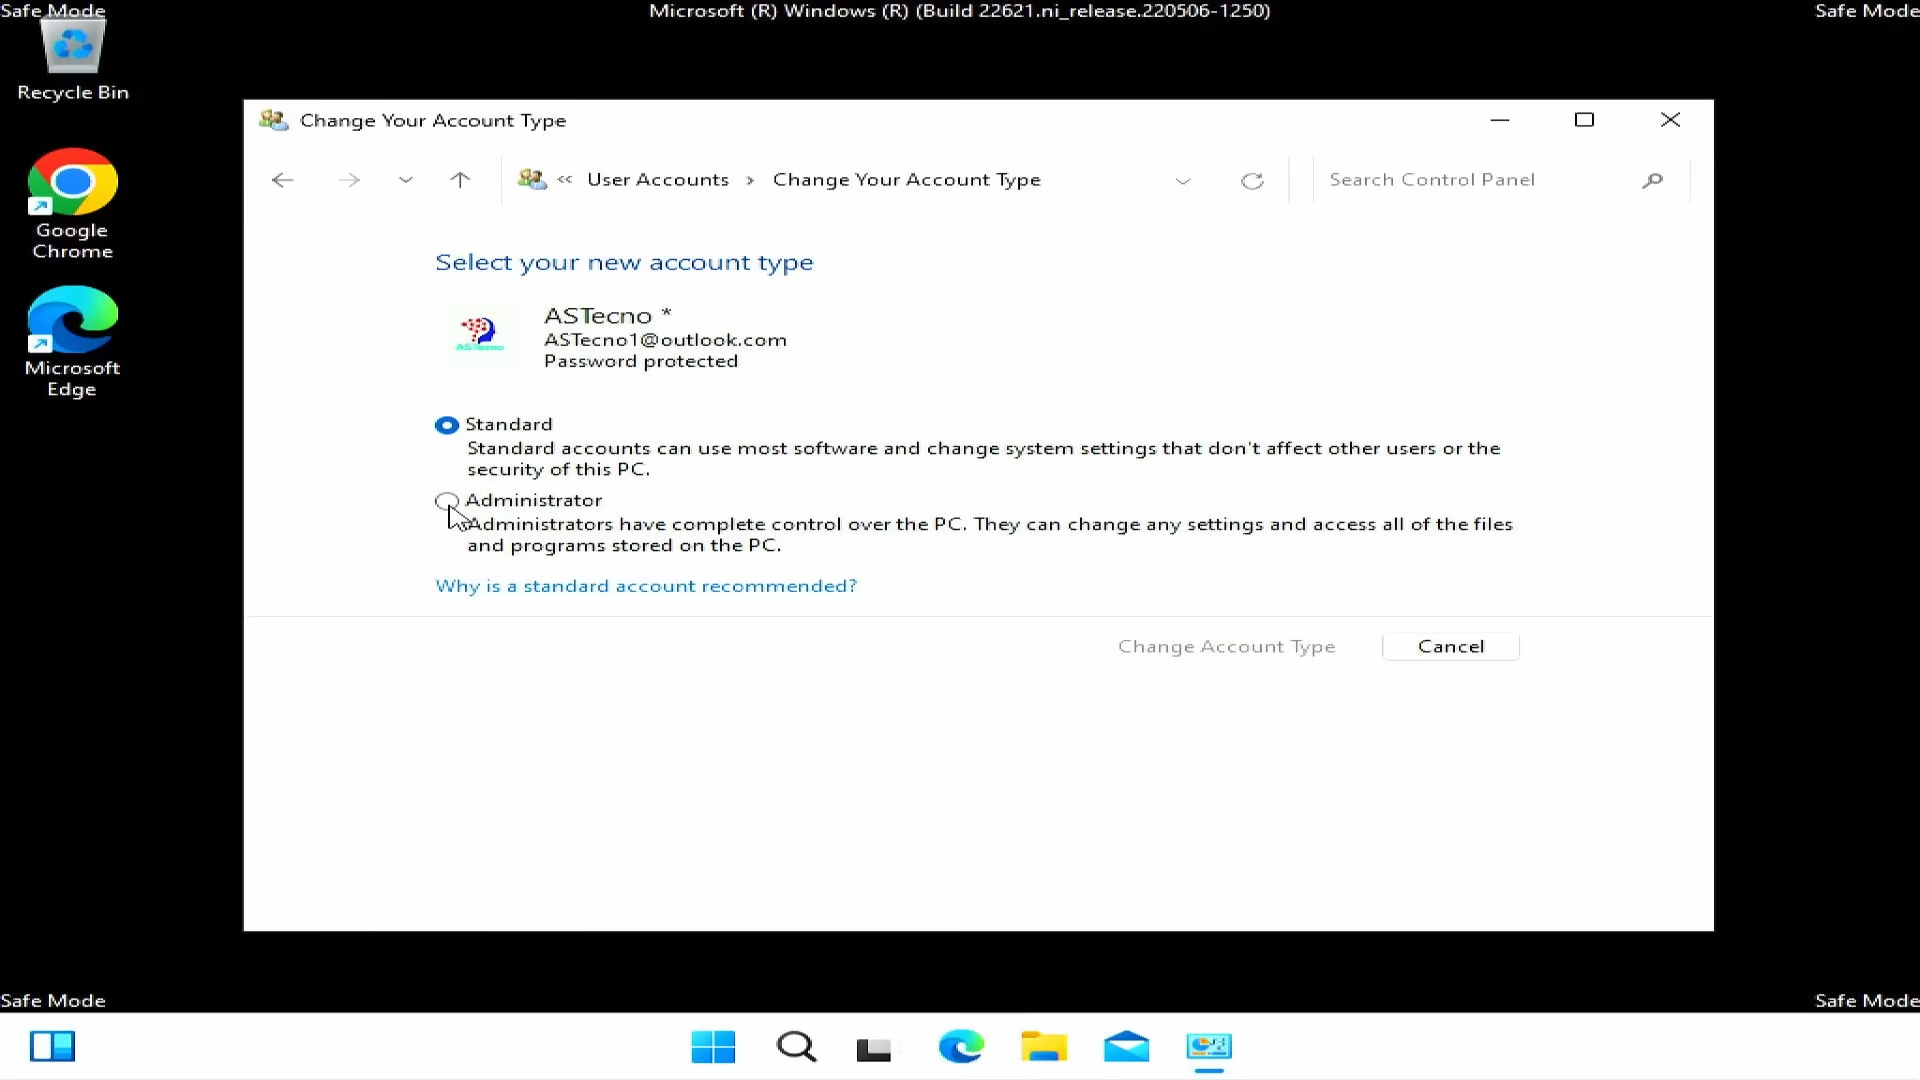 Safe Mode
Microsoft (R) Windows (R) (Build 22621.ni_release.220506-1250)
Safe Mode
Recycle Bin
Google
Chrome
Microsoft
Edge
Change Your Account Type
« User Accounts › Change Your Account Type
Search Control Panel
Select your new account type
ASTecno
ASTecno *
ASTecno1@outlook.com
Password protected
Standard
Standard accounts can use most software and change system settings that don't affect other users or the
security of this PC.
Administrator
Administrators have complete control over the PC. They can change any settings and access all of the files
and programs stored on the PC.
Why is a standard account recommended?
Change Account Type
Cancel
Safe Mode
Safe Mode